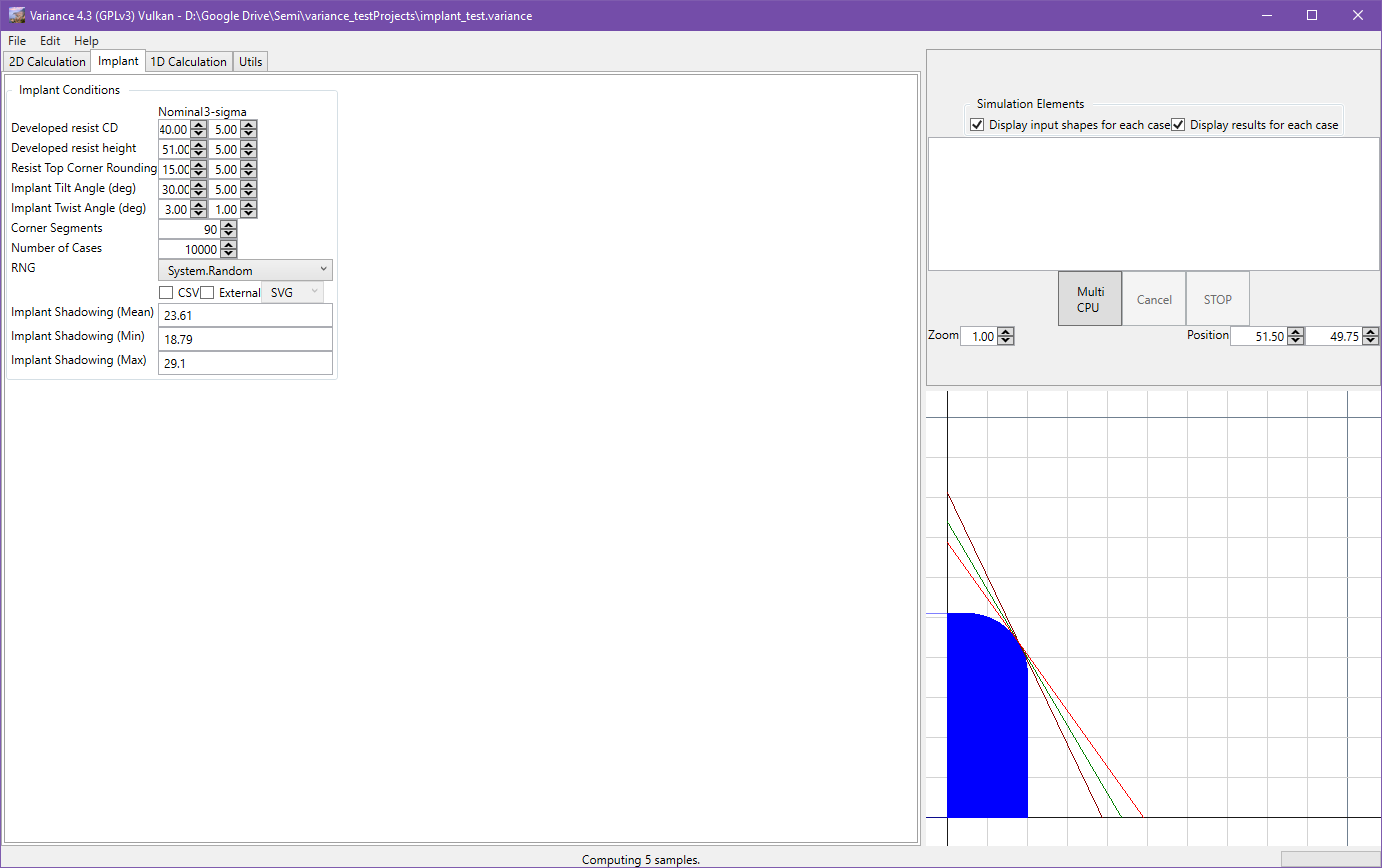 Variance 4.3 (GPLv3) Vulkan - D:\Google Drive\Semi\variance_testProjects\implant_test.variance
File Edit Help
2D Calculation Implant 1D Calculation Utils
Implant Conditions
Nominal 3-sigma
Developed resist CD 40.00 5.00
Developed resist height 51.00 5.00
Resist Top Corner Rounding 15.00 5.00
Implant Tilt Angle (deg) 30.00 5.00
Implant Twist Angle (deg) 3.00 1.00
Corner Segments 90
Number of Cases 10000
RNG System.Random
CSV External SVG
Implant Shadowing (Mean) 23.61
Implant Shadowing (Min) 18.79
Implant Shadowing (Max) 29.1
Simulation Elements
Display input shapes for each case Display results for each case
Multi CPU Cancel STOP
Zoom 1.00 Position 51.50 49.75
Computing 5 samples.